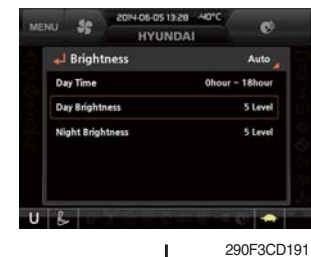 MENU
2014-06-05 13:28 -40°C
HYUNDAI
Brightness Auto
Day Time 0hour ~ 18hour
Day Brightness 5 Level
Night Brightness 5 Level
U
290F3CD191